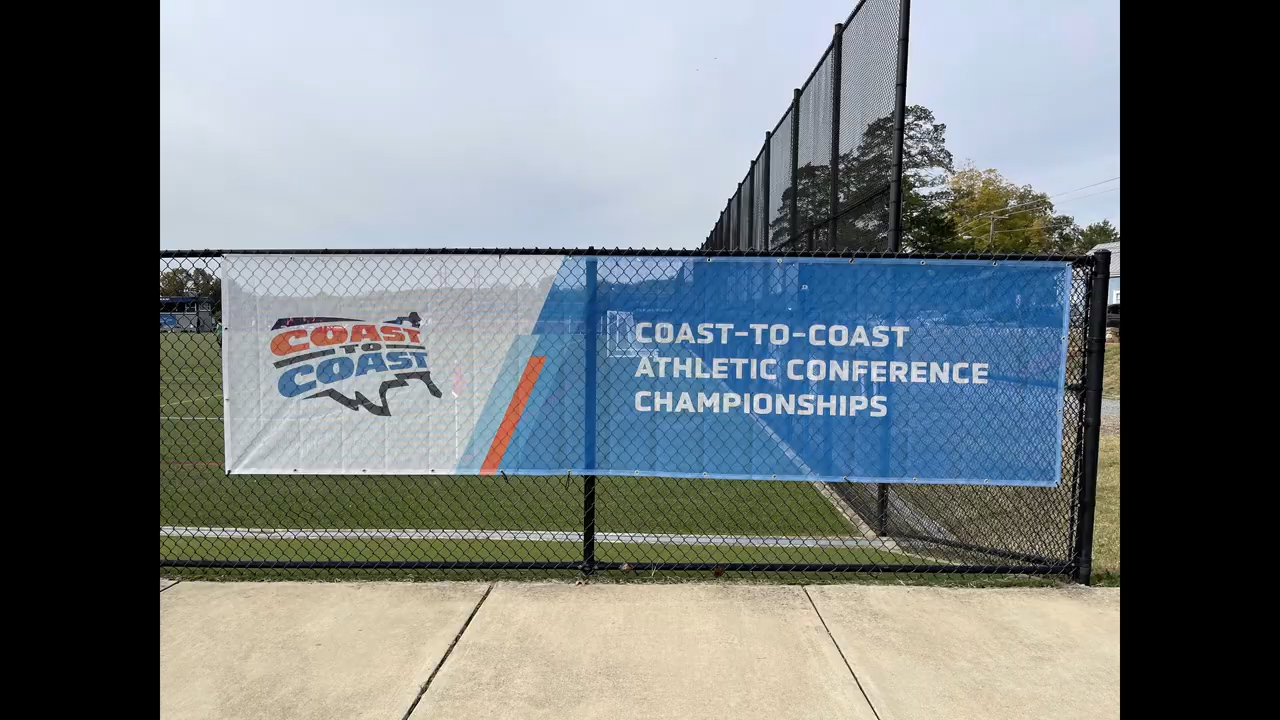 COAST
TO
COAST
COAST-TO-COAST
ATHLETIC CONFERENCE
CHAMPIONSHIPS